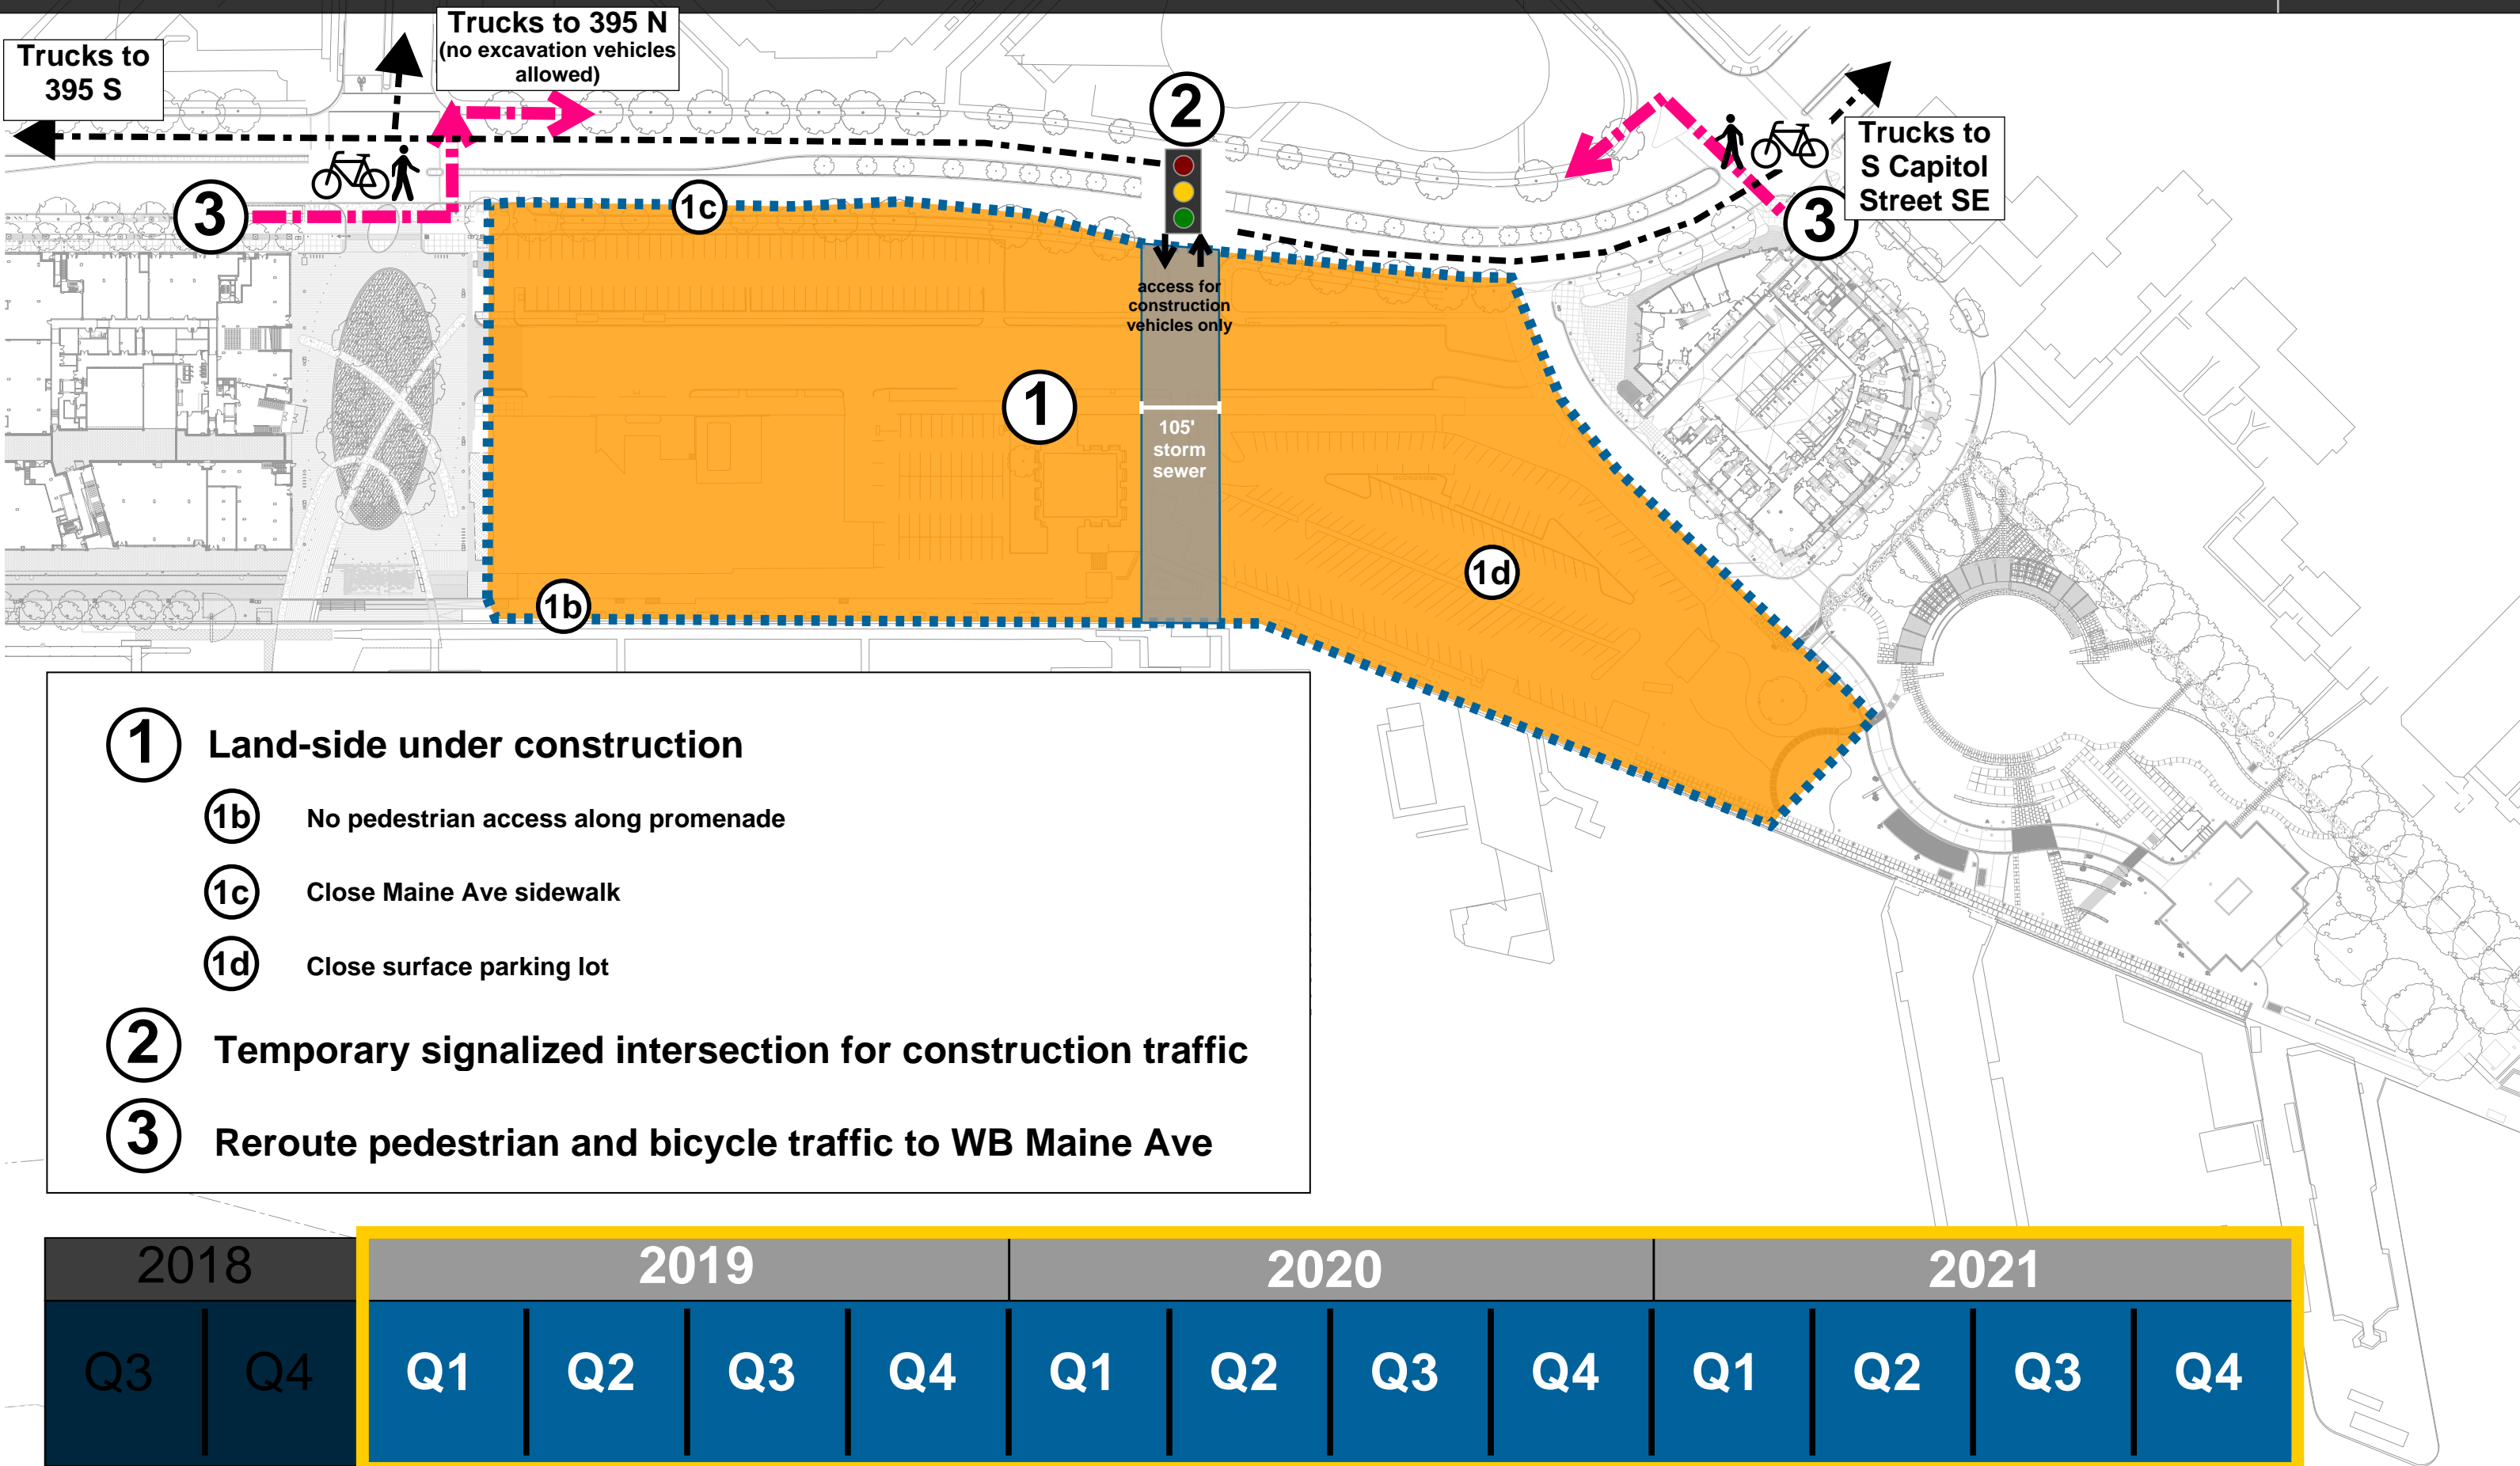 Trucks to
395 S
Trucks to 395 N
(no excavation vehicles
allowed)
2
Trucks to
S Capitol
Street SE
3
1c
3
access for
construction
vehicles only
1
105'
storm
sewer
1d
1b
1 Land-side under construction
1b No pedestrian access along promenade
1c Close Maine Ave sidewalk
1d Close surface parking lot
2 Temporary signalized intersection for construction traffic
3 Reroute pedestrian and bicycle traffic to WB Maine Ave
2018 2019 2020 2021
Q3 Q4 Q1 Q2 Q3 Q4 Q1 Q2 Q3 Q4 Q1 Q2 Q3 Q4